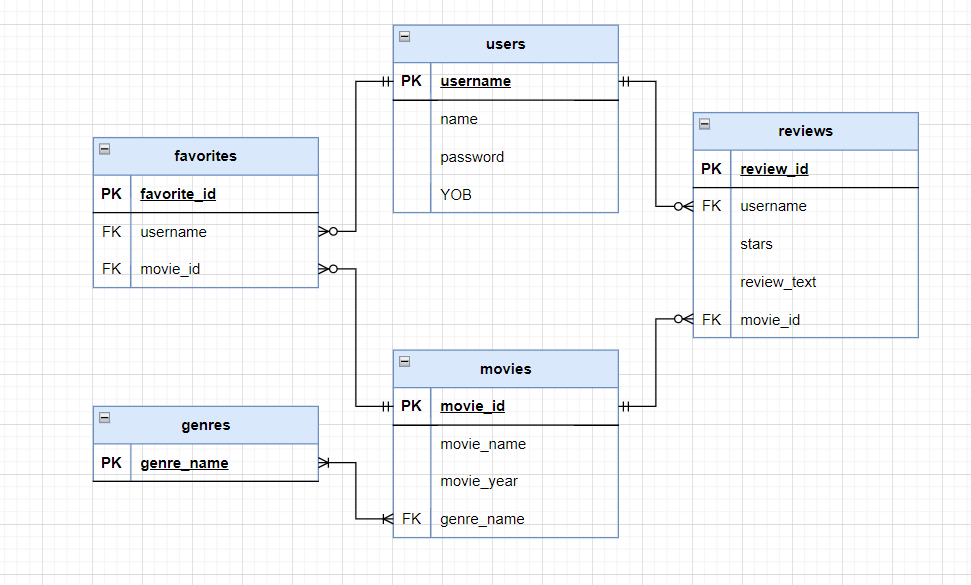 users
PK username
name
password
YOB
favorites
PK favorite_id
FK username
FK movie_id
reviews
PK review_id
FK username
stars
review_text
FK movie_id
movies
PK movie_id
movie_name
movie_year
FK genre_name
genres
PK genre_name